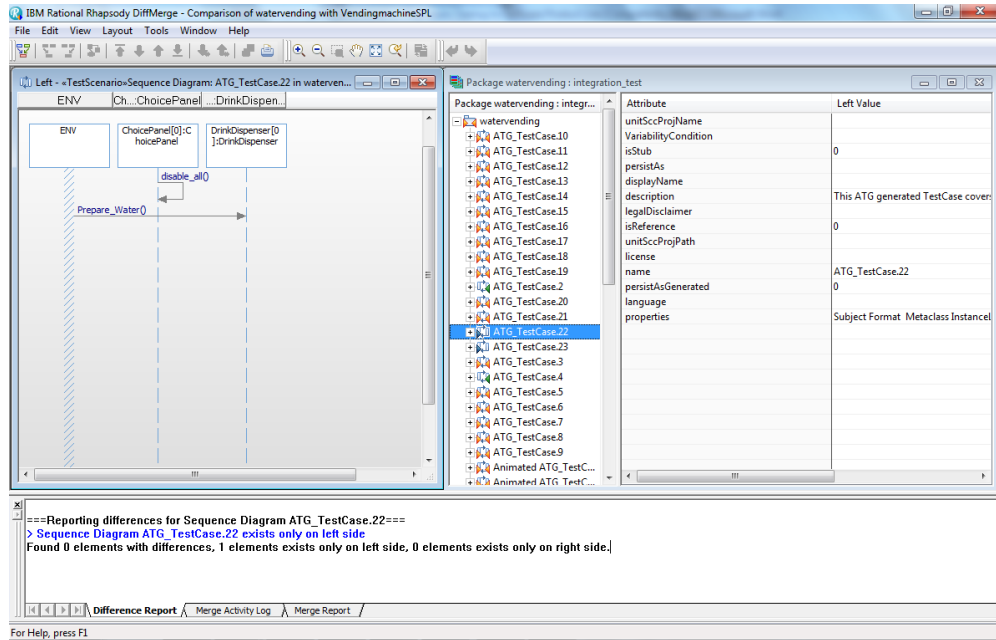 IBM Rational Rhapsody DiffMerge - Comparison of watervending with VendingmachineSPL
File Edit View Layout Tools Window Help
Left - «TestScenario»Sequence Diagram: ATG_TestCase.22 in waterven...
ENV Ch...:ChoicePanel ...:DrinkDispen...
ENV
ChoicePanel[0]:C
hoicePanel
DrinkDispenser[0
]:DrinkDispenser
disable_all()
Prepare_Water()
Package watervending : integration_test
Package watervending : integr...
watervending
ATG_TestCase.10
ATG_TestCase.11
ATG_TestCase.12
ATG_TestCase.13
ATG_TestCase.14
ATG_TestCase.15
ATG_TestCase.16
ATG_TestCase.17
ATG_TestCase.18
ATG_TestCase.19
ATG_TestCase.2
ATG_TestCase.20
ATG_TestCase.21
ATG_TestCase.22
ATG_TestCase.23
ATG_TestCase.3
ATG_TestCase.4
ATG_TestCase.5
ATG_TestCase.6
ATG_TestCase.7
ATG_TestCase.8
ATG_TestCase.9
Animated ATG_TestC...
Animated ATG_TestC...
Attribute Left Value
unitSccProjName
VariabilityCondition
isStub 0
persistAs
displayName
description This ATG generated TestCase covers
legalDisclaimer
isReference 0
unitSccProjPath
license
name ATG_TestCase.22
persistAsGenerated 0
language
properties Subject Format Metaclass Instancel
===Reporting differences for Sequence Diagram ATG_TestCase.22===
> Sequence Diagram ATG_TestCase.22 exists only on left side
Found 0 elements with differences, 1 elements exists only on left side, 0 elements exists only on right side.
Difference Report Merge Activity Log Merge Report
For Help, press F1